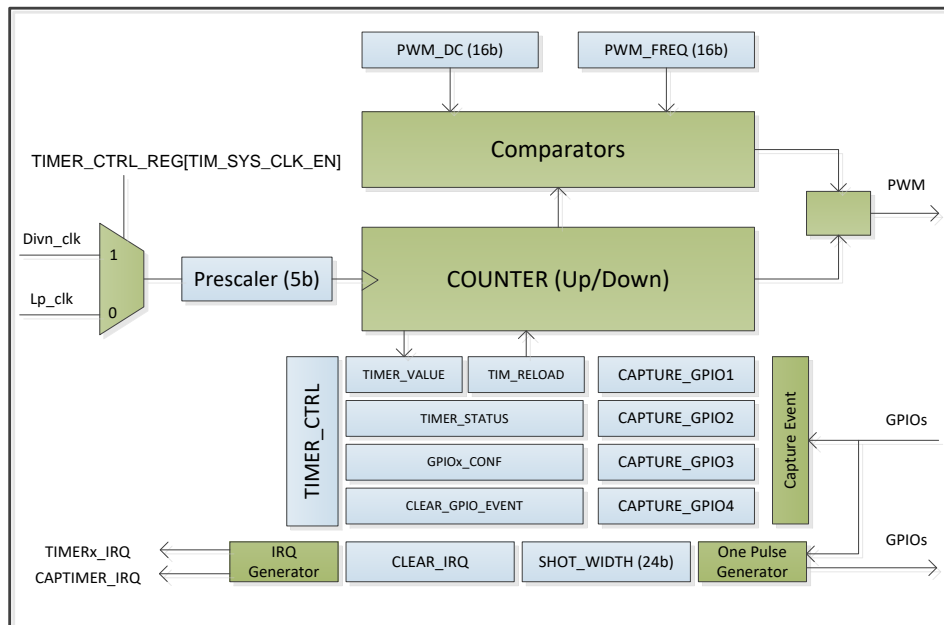 PWM_DC (16b)
PWM_FREQ (16b)
Comparators
TIMER_CTRL_REG[TIM_SYS_CLK_EN]
PWM
Divn_clk
1
Prescaler (5b)
COUNTER (Up/Down)
Lp_clk
0
TIMER_CTRL
TIMER_VALUE
TIM_RELOAD
CAPTURE_GPIO1
TIMER_STATUS
CAPTURE_GPIO2
GPIOx_CONF
CAPTURE_GPIO3
CLEAR_GPIO_EVENT
CAPTURE_GPIO4
Capture Event
GPIOs
TIMERx_IRQ
CAPTIMER_IRQ
IRQ
Generator
CLEAR_IRQ
SHOT_WIDTH (24b)
One Pulse
Generator
GPIOs